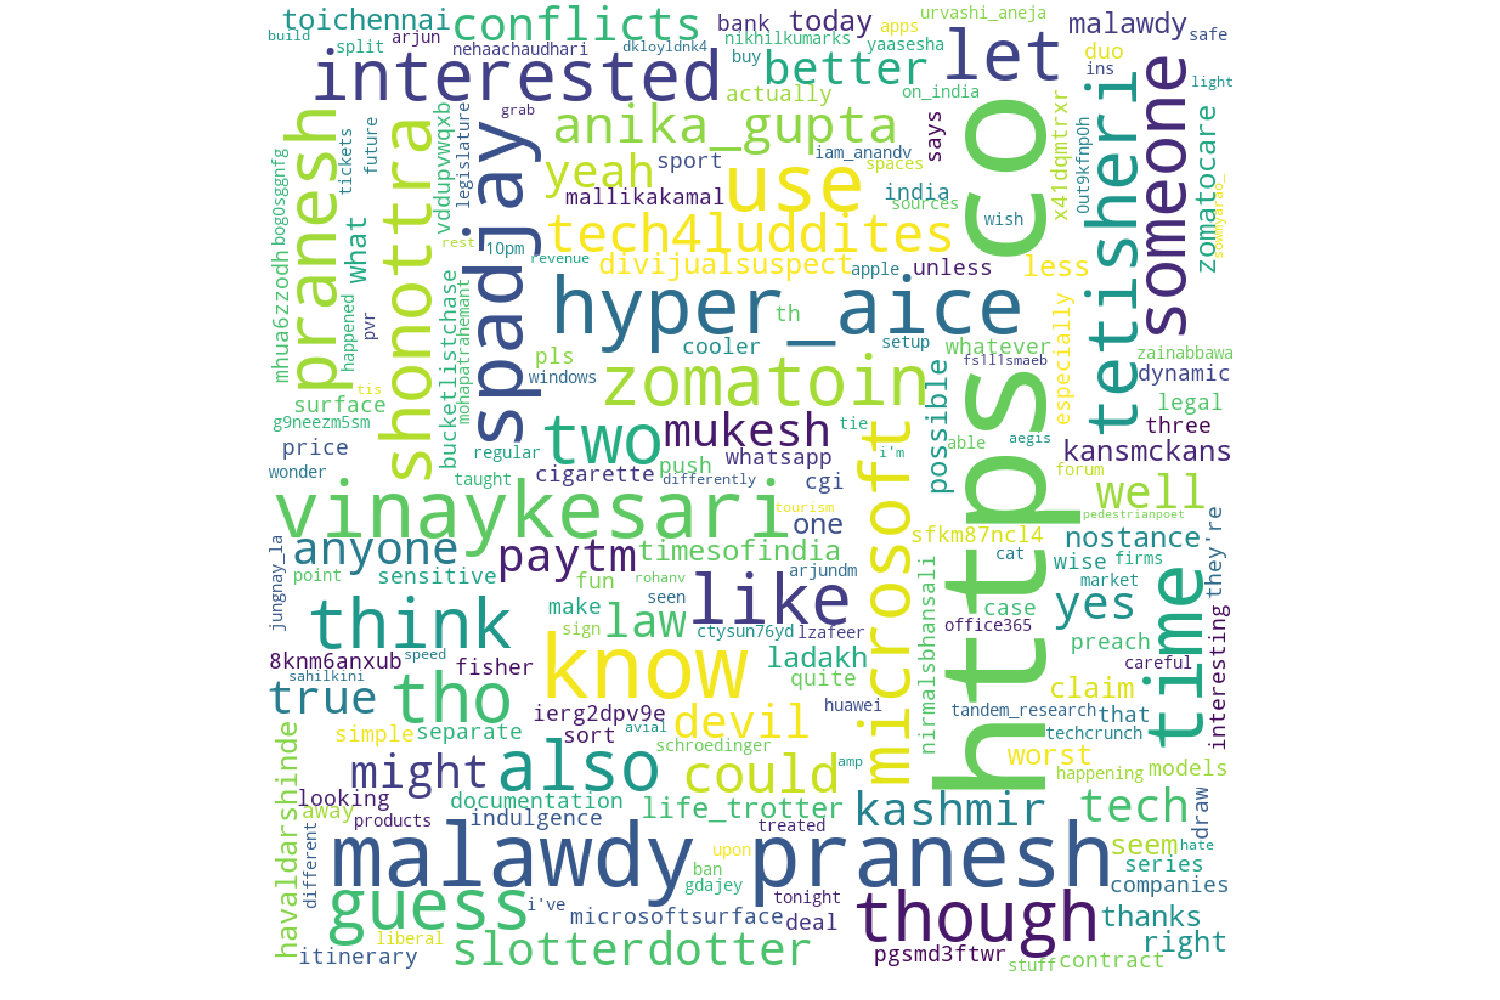 toichennai
conflicts
bank
today
apps
urvashi_aneja
let
malawdy
safe
build
split
arjun
nehaachaudhari
dkloyldnk4
nikhilkumarks
yaasesha
duo
ins
light
interested
buy
better
on_india
someone
actually
grab
pranesh
shonottra
spadjay
anika_gupta
iam_anandv
says
https co
x41dqmtrxr
tettisheri
zomatocare
future
tickets
legislature
vddupvwqxb
yeah
sport
use
spaces
india
sources
wish
mallikakamal
what
rest
10pm
tech4luddites
revenue
divijualsuspect
apple
unless
less
sowmyarao_
bog0sggnfg
mhua6zzodh
happened
pvr
bucketlistchase
mohapatrahemant
hyper_aice
th
cooler
setup
whatever
fslllsmaeb
especially
zainabbawa
dynamic
pls
windows
tis
surface
zomatoin
legal
g9neezm5sm
price
regular
two
mukesh
tie
microsoft
possible
able
aegis
three
kansmckans
i'm
wonder
taught
cigarette
push
whatsapp
differently
cgi
forum
well
vinaykesari
tourism
one
pedestrianpoet
sfkm87ncl4
nostance
they're
jungnay_la
anyone
paytm
timesofindia
cat
wise
firms
point
sensitive
fun
rohanv
arjundm
market
think
make
seen
like
nirmalsbhansali
case
yes
time
sign
law
ctysun76yd
lzafeer
office365
preach
interesting
8knm6anxub
speed
fisher
know
ladakh
careful
sahilkini
quite
true
tho
claim
ierg2dpv9e
devil
huawei
tandem_research
that
havaldarshinde
simple
separate
sort
avial
techcrunch
schroedinger
worst
might
also
could
amp
happening
models
looking
away
documentation
life_trotter
kashmir
tech
draw
products
indulgence
treated
different
malawdy pranesh
upon
seem
hate
ban
series
gdajey
tonight
companies
guess
i've
microsoftsurface
deal
though
thanks
liberal
right
itinerary
slotterdotter
pgsmd3ftwr
stuff
contract